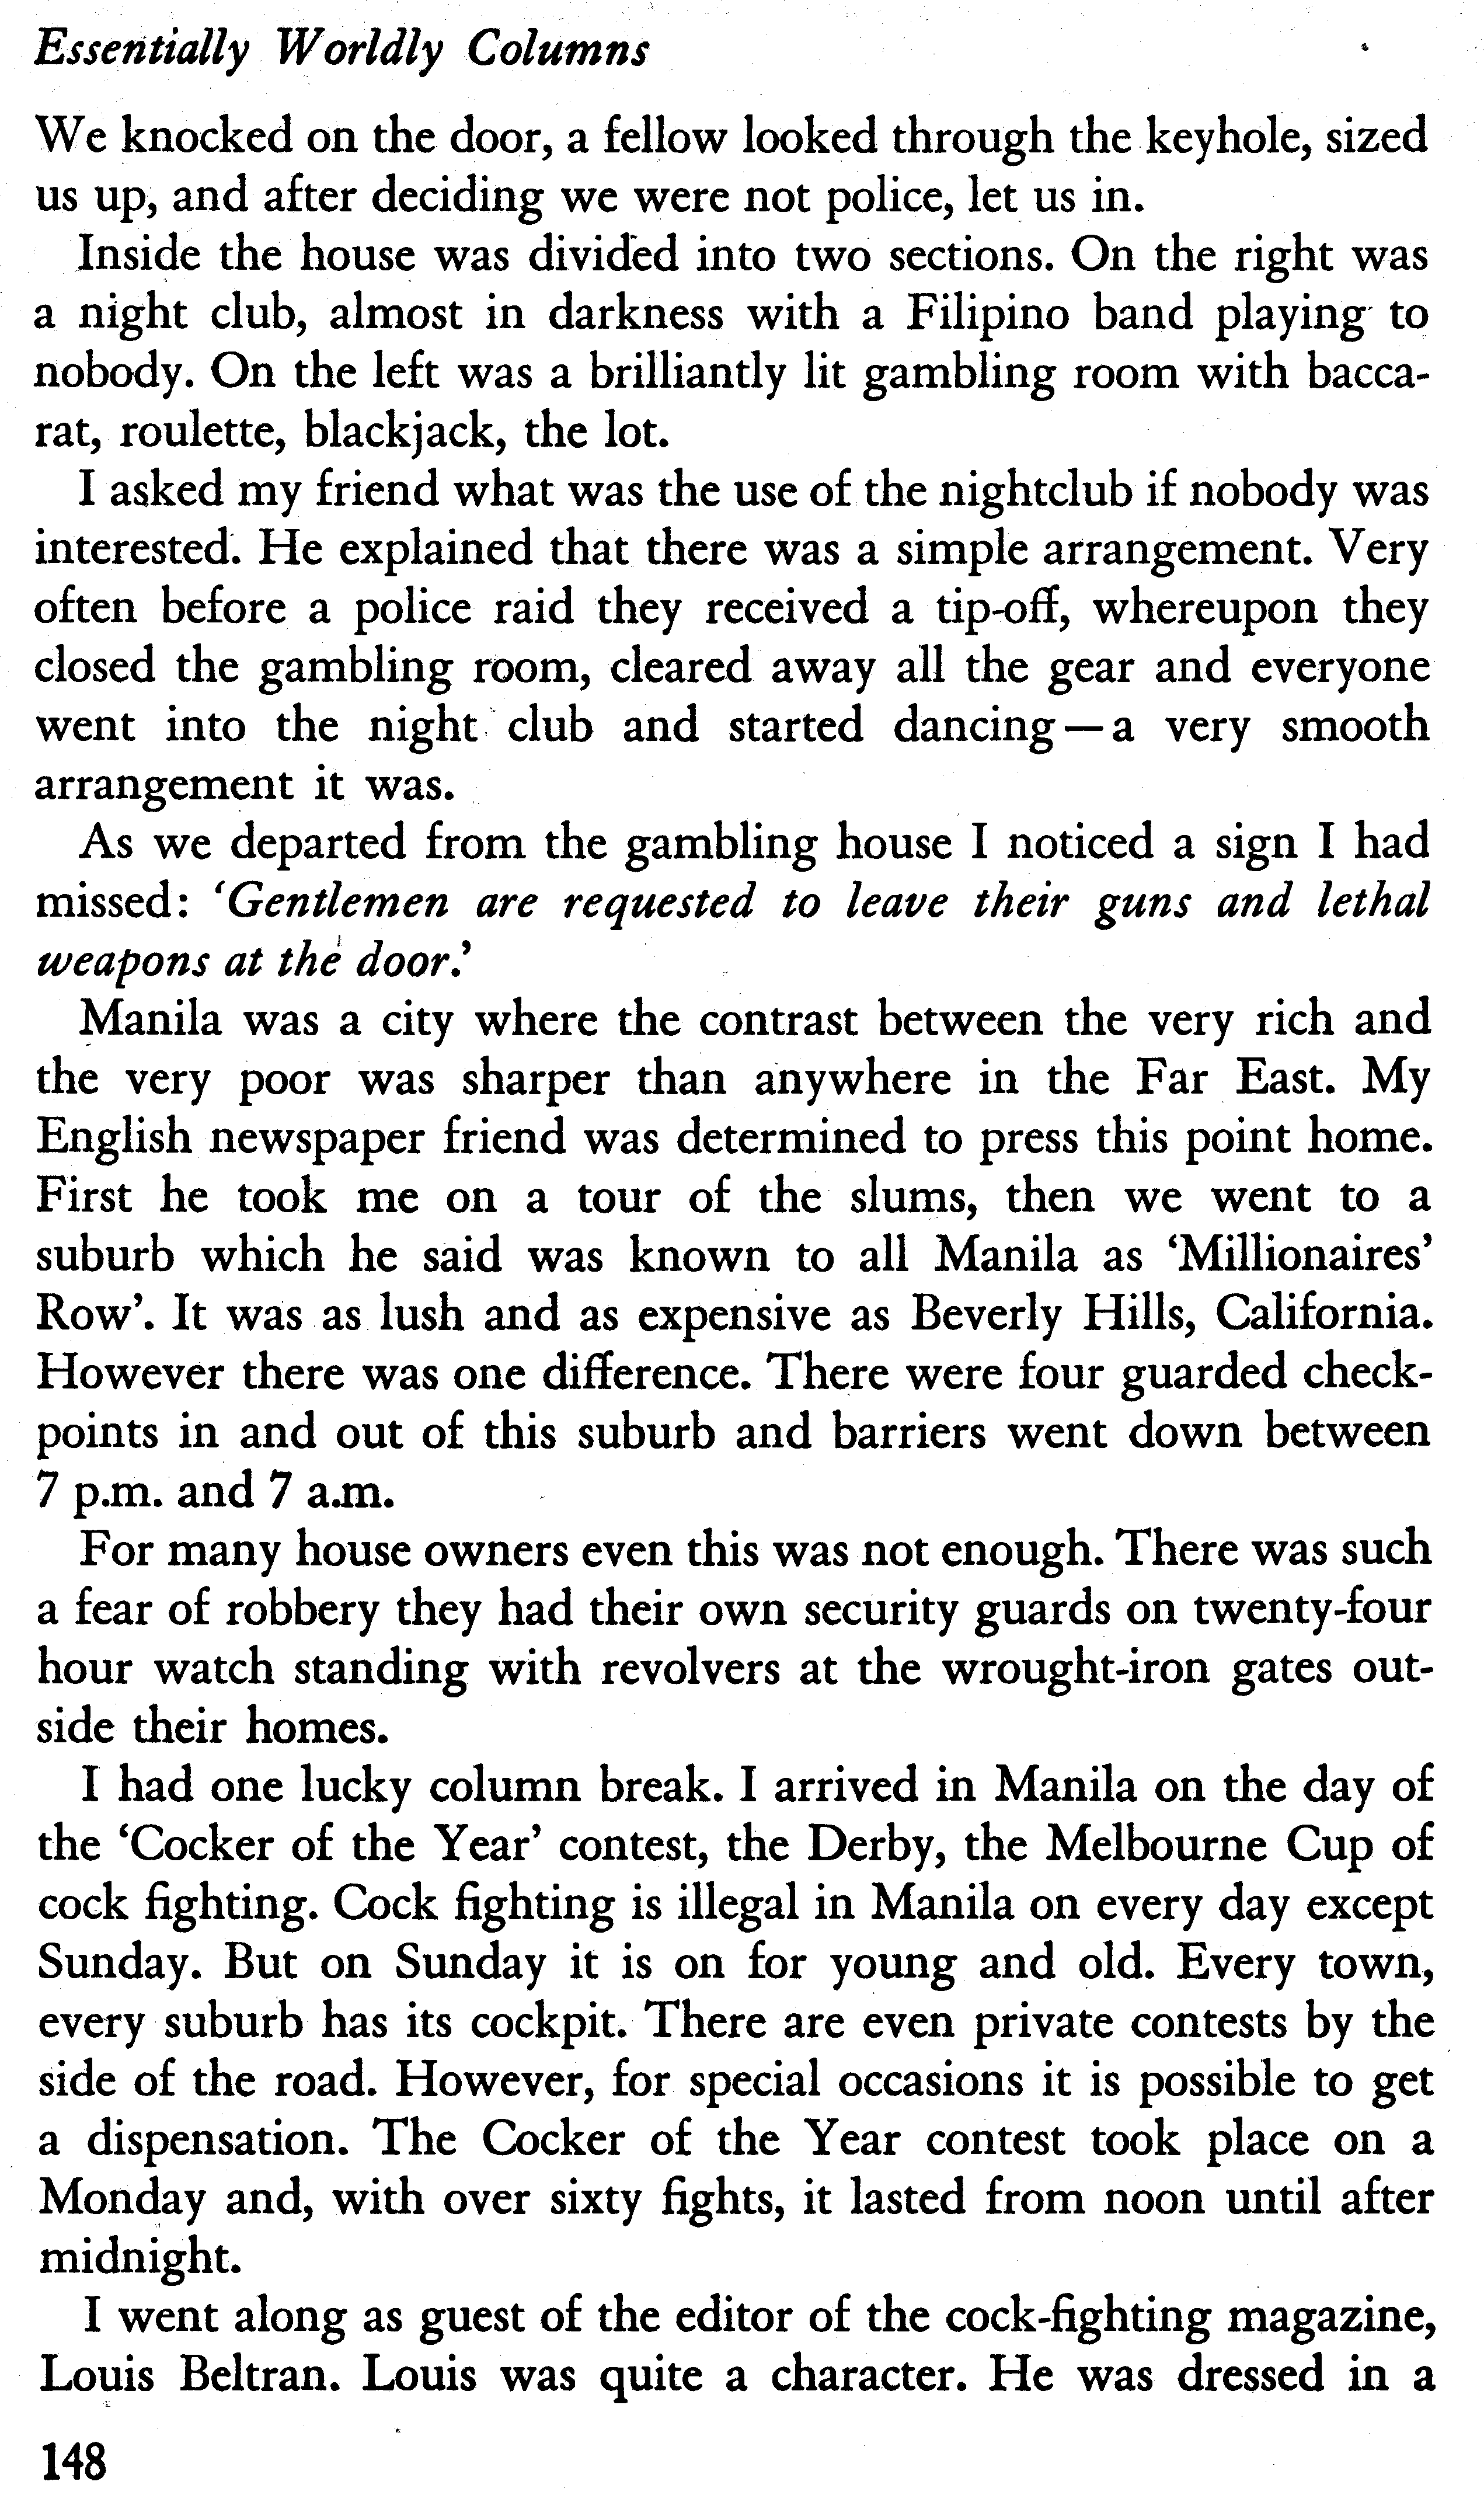 Essentially Worldly Columns
We knocked on the door, a fellow looked through the keyhole, sized
us up, and after deciding we were not police, let us in.
Inside the house was divided into two sections. On the right was
a night club, almost in darkness with a Filipino band playing to
nobody. On the left was a brilliantly lit gambling room with bacca-
rat, roulette, blackjack, the lot.
I asked my friend what was the use of the nightclub if nobody was
interested. He explained that there was a simple arrangement. Very
often before a police raid they received a tip-off, whereupon they
closed the gambling room, cleared away all the gear and everyone
went into the night club and started dancing—a very smooth
arrangement it was.
As we departed from the gambling house I noticed a sign I had
missed: ‘Gentlemen are requested to leave their guns and lethal
weapons at the door.’
Manila was a city where the contrast between the very rich and
the very poor was sharper than anywhere in the Far East. My
English newspaper friend was determined to press this point home.
First he took me on a tour of the slums, then we went to a
suburb which he said was known to all Manila as ‘Millionaires’
Row’. It was as lush and as expensive as Beverly Hills, California.
However there was one difference. There were four guarded check-
points in and out of this suburb and barriers went down between
7 p.m. and 7 a.m.
For many house owners even this was not enough. There was such
a fear of robbery they had their own security guards on twenty-four
hour watch standing with revolvers at the wrought-iron gates out-
side their homes.
I had one lucky column break. I arrived in Manila on the day of
the ‘Cocker of the Year’ contest, the Derby, the Melbourne Cup of
cock fighting. Cock fighting is illegal in Manila on every day except
Sunday. But on Sunday it is on for young and old. Every town,
every suburb has its cockpit. There are even private contests by the
side of the road. However, for special occasions it is possible to get
a dispensation. The Cocker of the Year contest took place on a
Monday and, with over sixty fights, it lasted from noon until after
midnight.
I went along as guest of the editor of the cock-fighting magazine,
Louis Beltran. Louis was quite a character. He was dressed in a
148